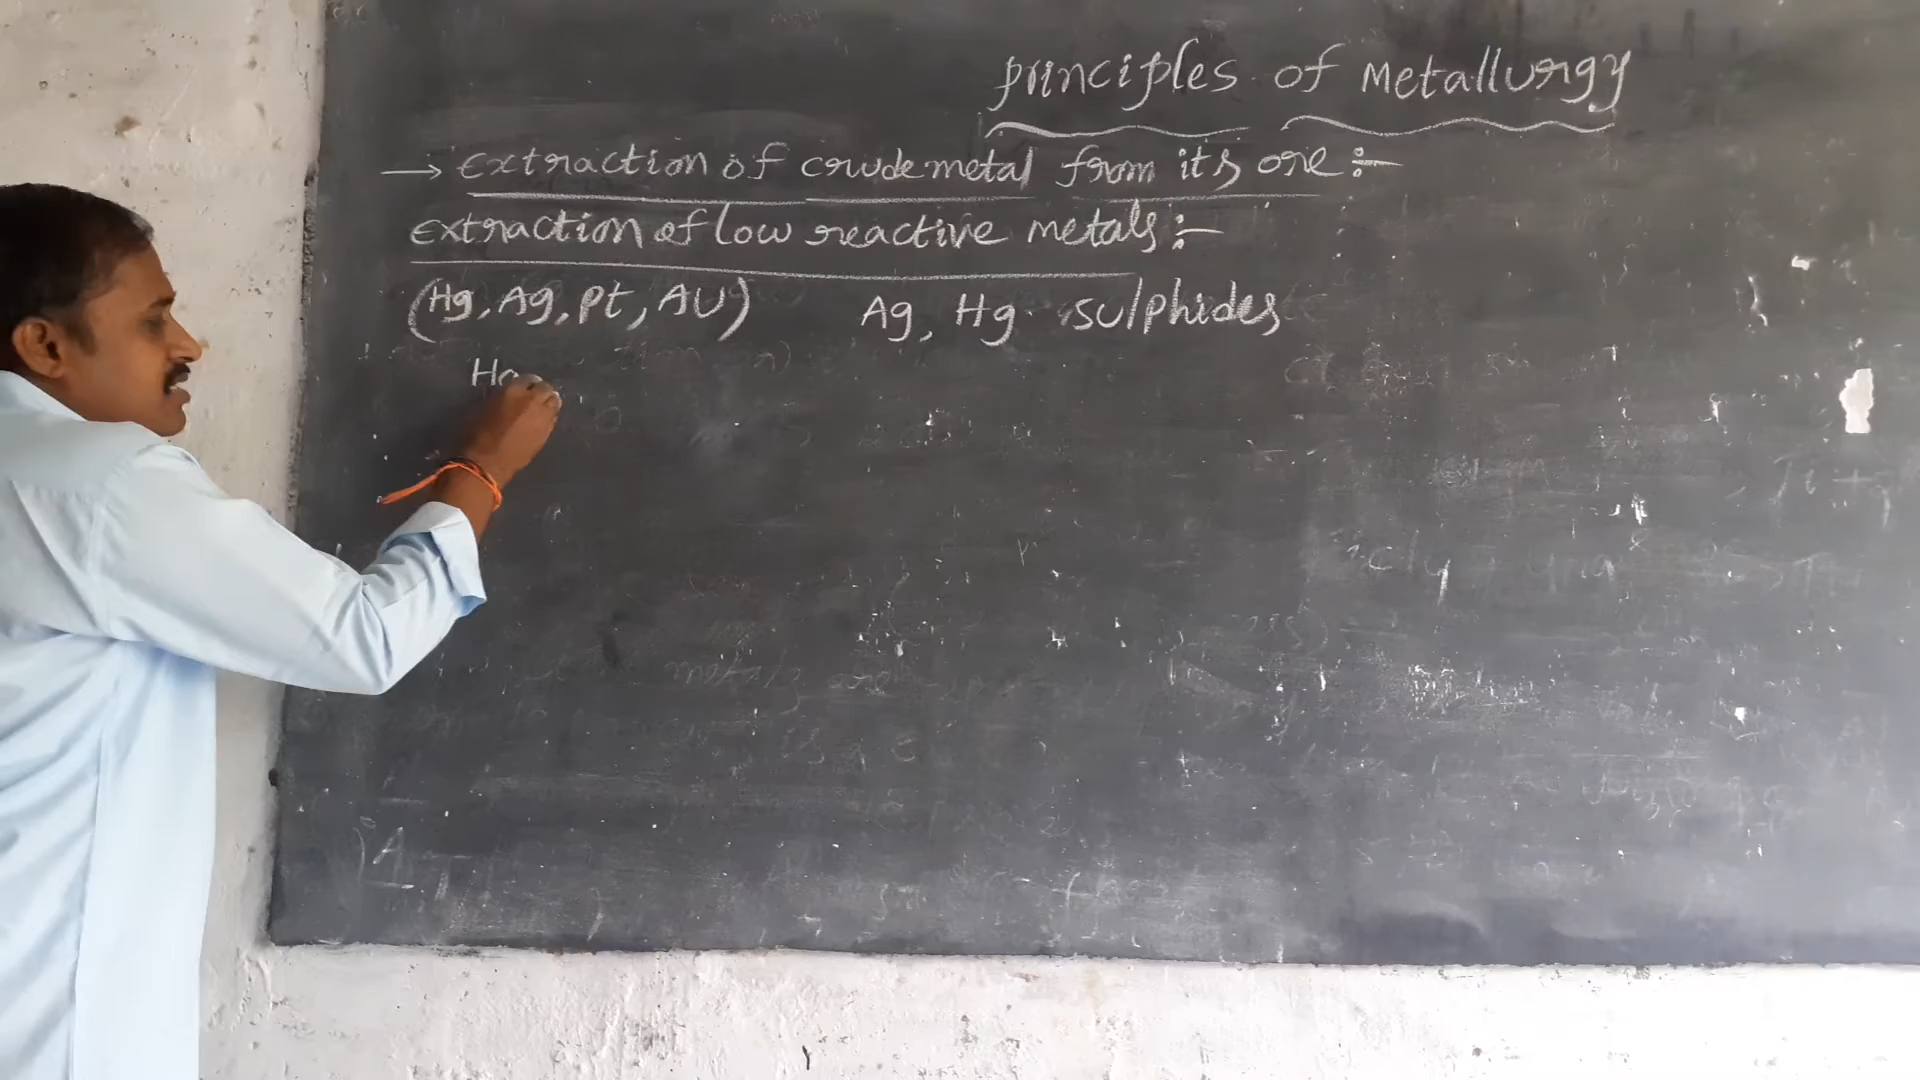 principles of Metallurgy
→ extraction of crude metal from its ore :-
extraction of low reactive metals :-
(Hg, Ag, pt, AU) Ag, Hg sulphides
Hg